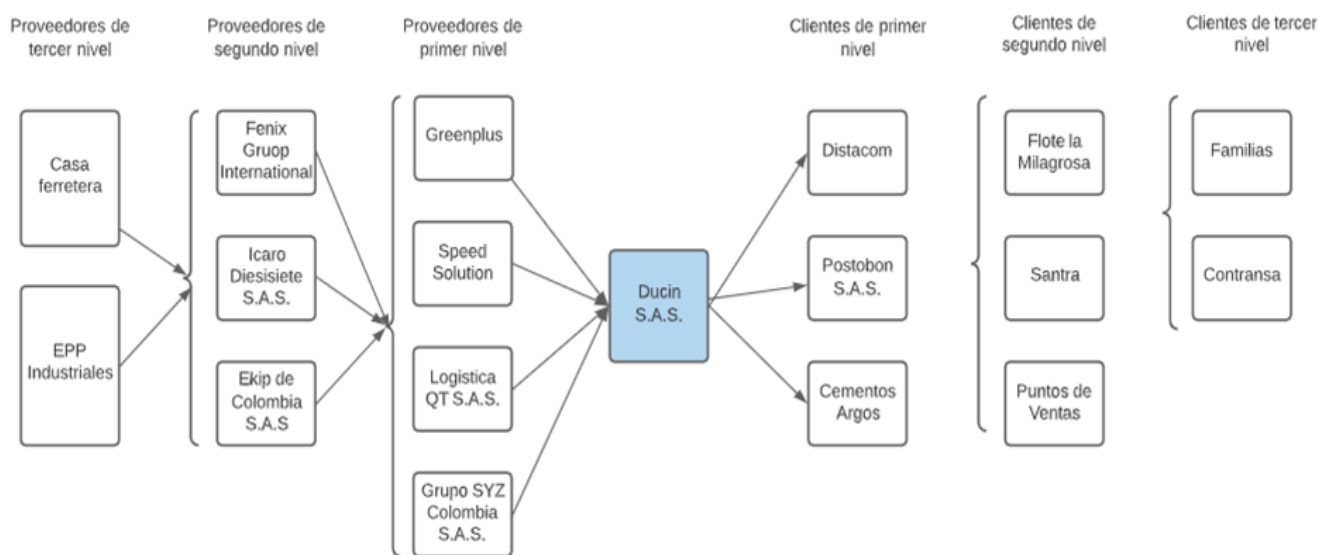 Proveedores de
tercer nivel
Proveedores de
segundo nivel
Proveedores de
primer nivel
Clientes de primer
nivel
Clientes de
segundo nivel
Clientes de tercer
nivel
Casa
ferretera
EPP
Industriales
Fenix
Gruop
International
Icaro
Diesisiete
S.A.S.
Ekip de
Colombia
S.A.S
Greenplus
Speed
Solution
Logistica
QT S.A.S.
Grupo SYZ
Colombia
S.A.S.
Ducin
S.A.S.
Distacom
Postobon
S.A.S.
Cementos
Argos
Flote la
Milagrosa
Santra
Puntos de
Ventas
Familias
Contransa